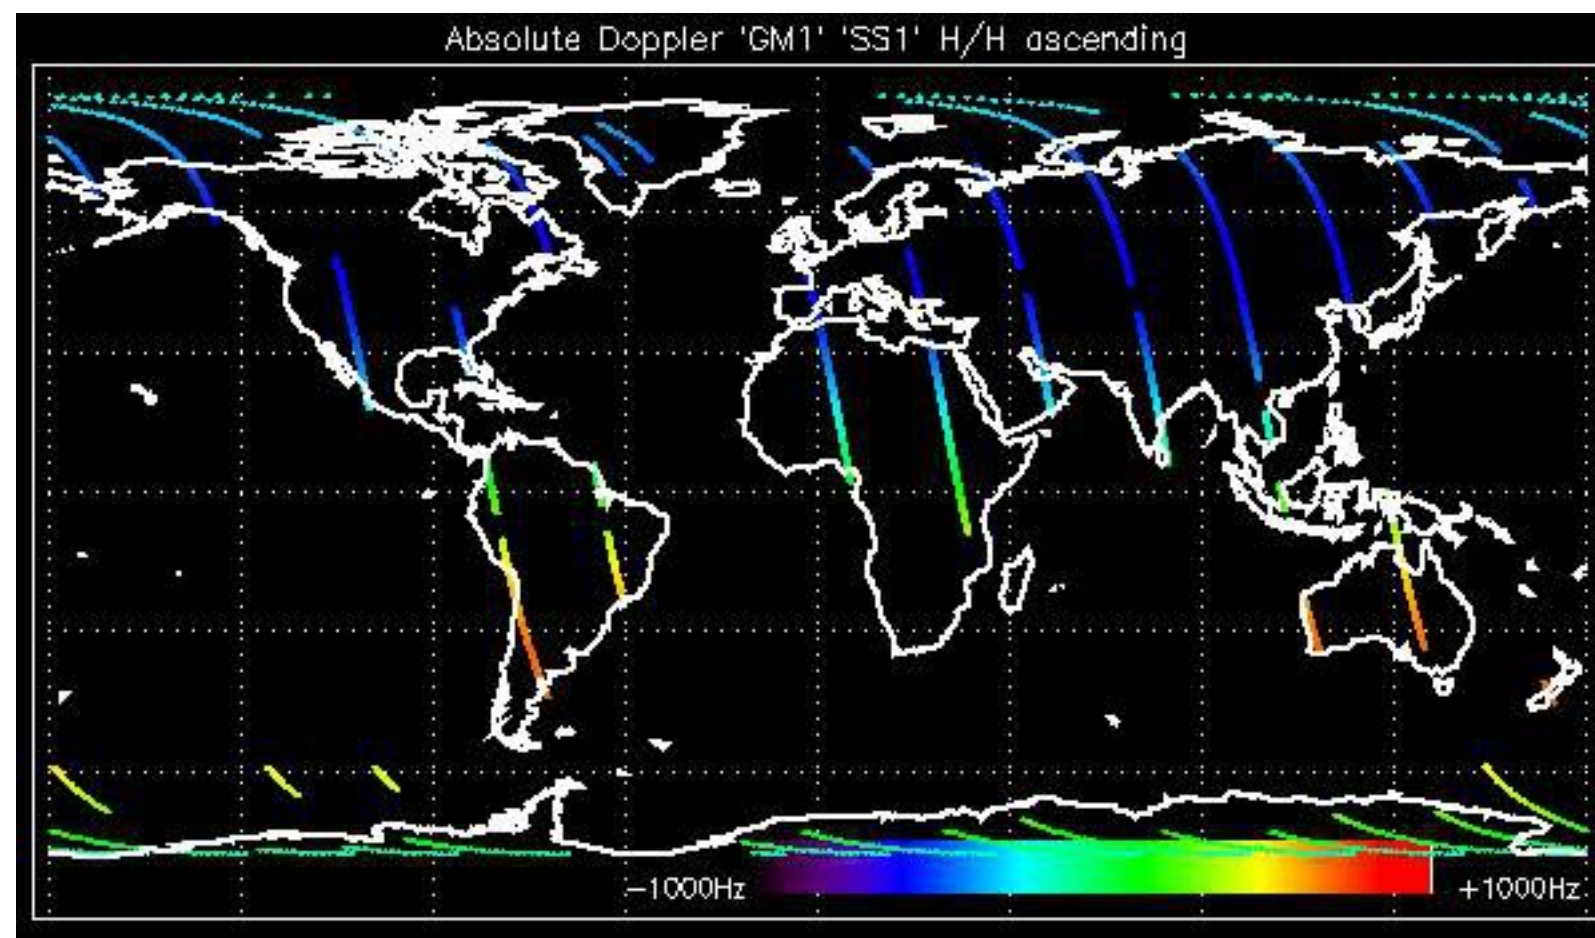 Absolute Doppler 'GM1' 'SS1' H/H ascending
−1000Hz
+1000Hz